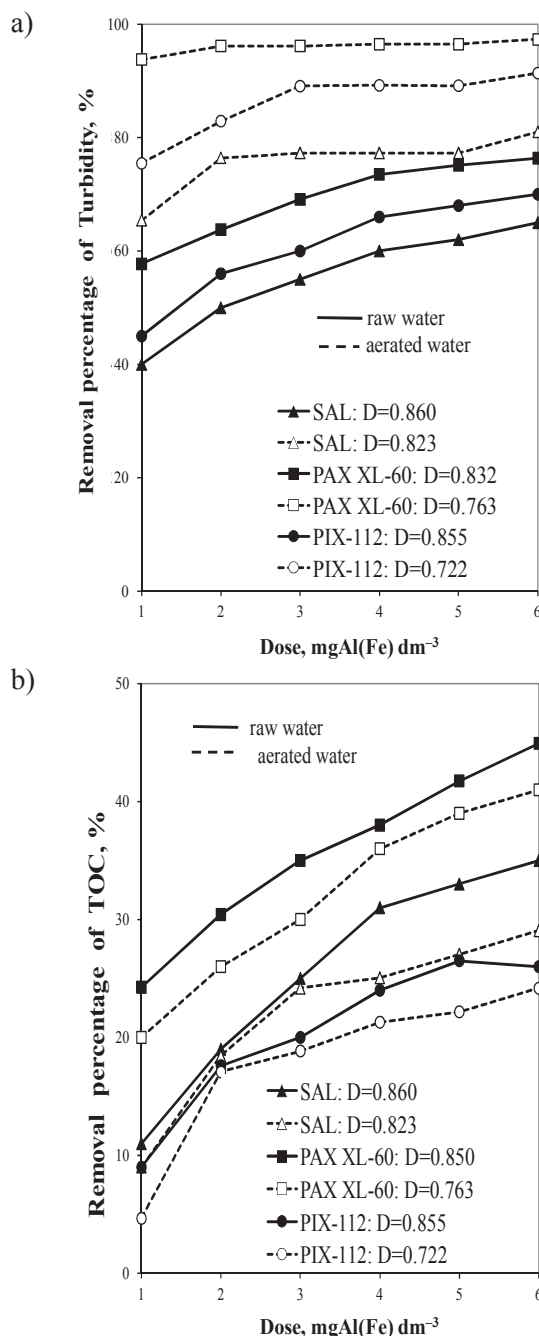 a)
Removal percentage of Turbidity, %
100
80
60
40
20
0
raw water
aerated water
SAL: D=0.860
SAL: D=0.823
PAX XL-60: D=0.832
PAX XL-60: D=0.763
PIX-112: D=0.855
PIX-112: D=0.722
1 2 3 4 5 6
Dose, mgAl(Fe) dm⁻³
b)
Removal percentage of TOC, %
50
40
30
20
10
0
raw water
aerated water
SAL: D=0.860
SAL: D=0.823
PAX XL-60: D=0.850
PAX XL-60: D=0.763
PIX-112: D=0.855
PIX-112: D=0.722
1 2 3 4 5 6
Dose, mgAl(Fe) dm⁻³